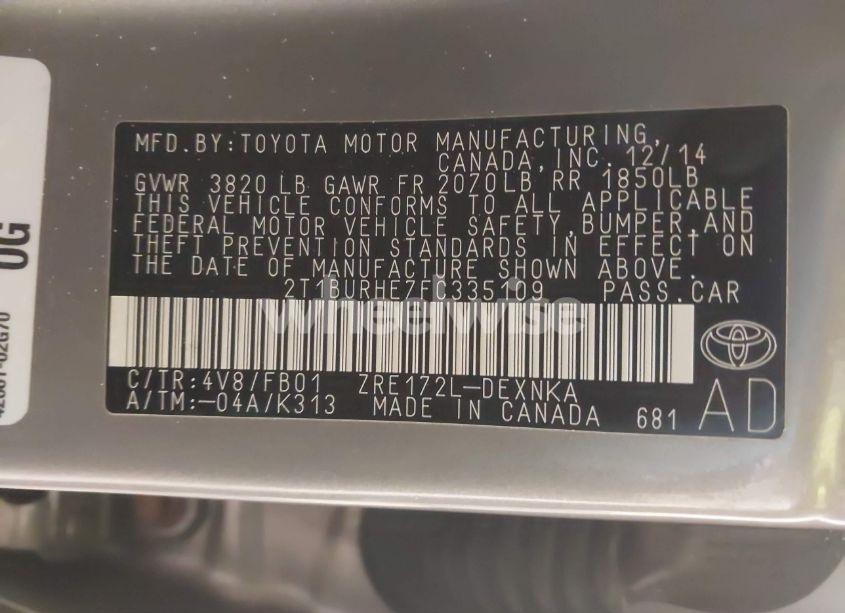 MFD.BY:TOYOTA MOTOR MANUFACTURING,
CANADA,INC. 12/14
GVWR 3820 LB GAWR FR 2070LB RR 1850LB
THIS VEHICLE CONFORMS TO ALL APPLICABLE
FEDERAL MOTOR VEHICLE SAFETY,BUMPER,AND
THEFT PREVENTION STANDARDS IN EFFECT ON
THE DATE OF MANUFACTURE SHOWN ABOVE.
2T1BURHE7FC335109 PASS.CAR
wheelwise
C/TR:4V8/FB01 ZRE172L-DEXNKA
A/TM:-04A/K313 MADE IN CANADA 681
AD
0G